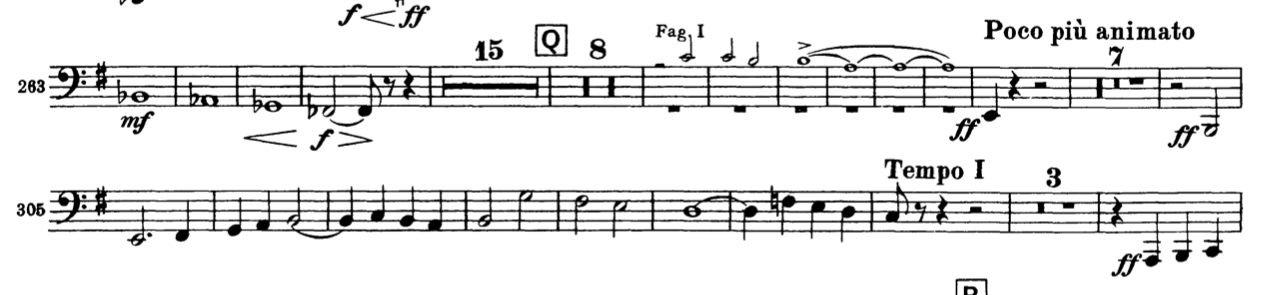 f ff
15 Q 8 Fag. I Poco più animato 7
263
mf f ff ff
Tempo I 3
305
ff